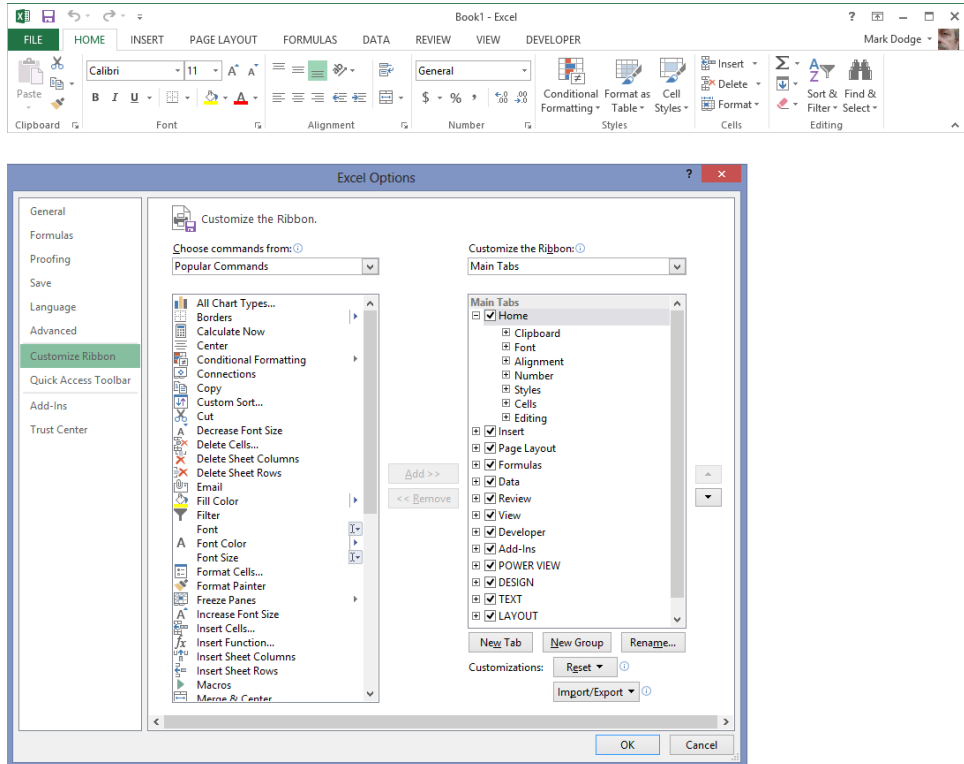 Book1 - Excel
?
FILE HOME INSERT PAGE LAYOUT FORMULAS DATA REVIEW VIEW DEVELOPER Mark Dodge
Calibri 11 A A General Insert Σ A Z
Paste Delete
B I U A $ % , .00 .0 Conditional Format as Cell Sort & Find &
Formatting Table Styles Format Filter Select
Clipboard Font Alignment Number Styles Cells Editing
Excel Options ? ×
General
Formulas
Proofing
Save
Language
Advanced
Customize Ribbon
Quick Access Toolbar
Add-Ins
Trust Center
Customize the Ribbon.
Choose commands from:
Popular Commands
All Chart Types...
Borders
Calculate Now
Center
Conditional Formatting
Connections
Copy
Custom Sort...
Cut
Decrease Font Size
Delete Cells...
Delete Sheet Columns
Delete Sheet Rows
Email
Fill Color
Filter
Font
Font Color
Font Size
Format Cells...
Format Painter
Freeze Panes
Increase Font Size
Insert Cells...
Insert Function...
Insert Sheet Columns
Insert Sheet Rows
Macros
Merge & Center
Add >>
<< Remove
Customize the Ribbon:
Main Tabs
Main Tabs
Home
Clipboard
Font
Alignment
Number
Styles
Cells
Editing
Insert
Page Layout
Formulas
Data
Review
View
Developer
Add-Ins
POWER VIEW
DESIGN
TEXT
LAYOUT
New Tab New Group Rename...
Customizations: Reset
Import/Export
OK Cancel